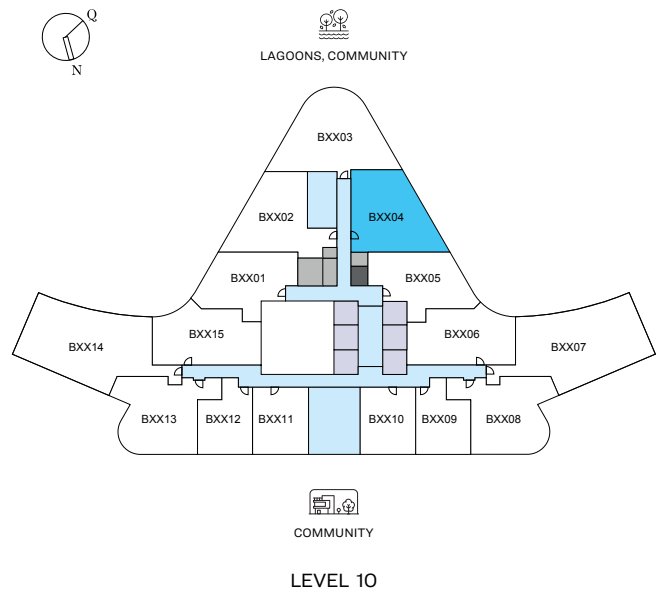 Q
N
LAGOONS, COMMUNITY
BXX03
BXX02
BXX04
BXX01
BXX05
BXX15
BXX06
BXX14
BXX07
BXX13
BXX12
BXX11
BXX10
BXX09
BXX08
COMMUNITY
LEVEL 10